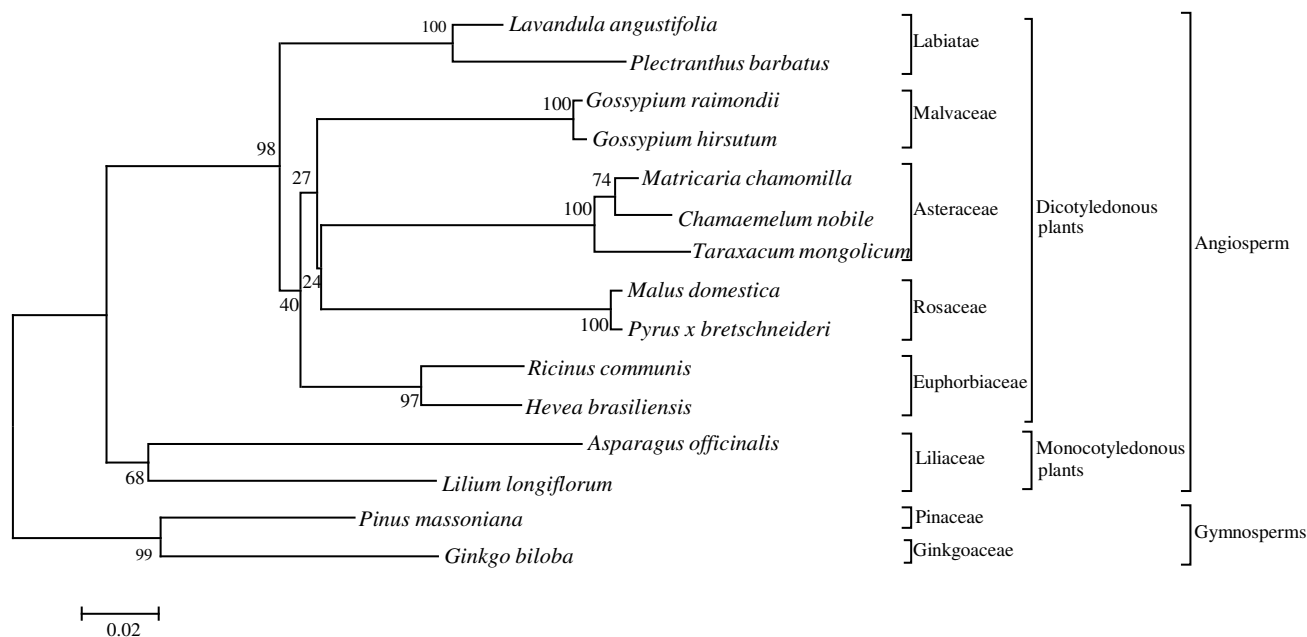 100
Lavandula angustifolia
Labiatae
Plectranthus barbatus
100
Gossypium raimondii
Malvaceae
Gossypium hirsutum
98
27
74
Matricaria chamomilla
100
Chamaemelum nobile
Asteraceae
Dicotyledonous
plants
Taraxacum mongolicum
Angiosperm
24
40
Malus domestica
Rosaceae
100
Pyrus x bretschneideri
Ricinus communis
Euphorbiaceae
97
Hevea brasiliensis
Asparagus officinalis
Liliaceae
Monocotyledonous
plants
68
Lilium longiflorum
Pinus massoniana
Pinaceae
Gymnosperms
99
Ginkgo biloba
Ginkgoaceae
0.02